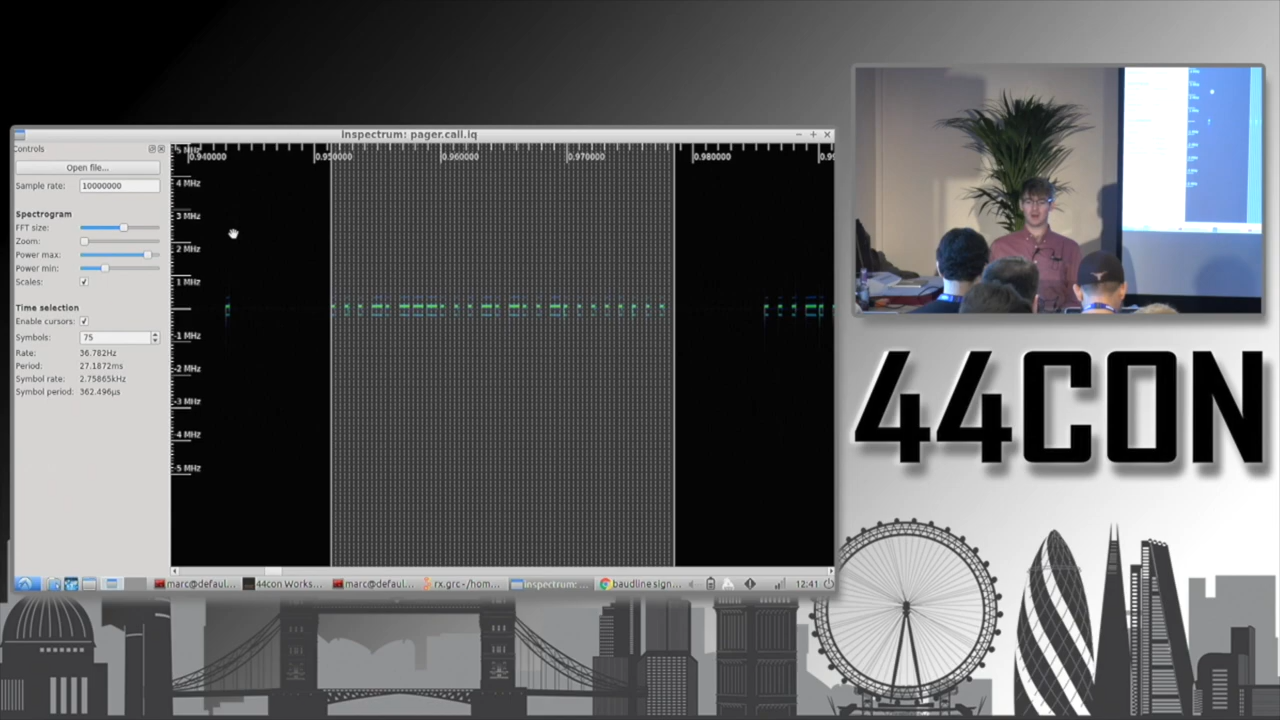 inspectrum: pager.call.iq
Controls
Open file...
Sample rate: 10000000
Spectrogram
FFT size:
Zoom:
Power max:
Power min:
Scales:
Time selection
Enable cursors:
Symbols: 75
Rate: 36.782Hz
Period: 27.1872ms
Symbol rate: 2.75865kHz
Symbol period: 362.496µs
0.940000 0.950000 0.960000 0.970000 0.980000 0.99
5 MHz
4 MHz
3 MHz
2 MHz
1 MHz
-1 MHz
-2 MHz
-3 MHz
-4 MHz
-5 MHz
marc@defaul... 44con Works... marc@defaul... rx.grc - /hom... inspectrum: ... baudline sign... 12:41
44CON